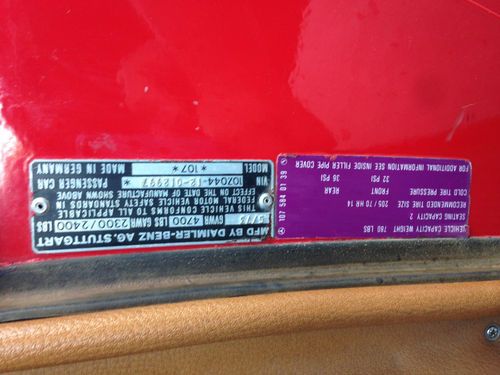 VEHICLE CAPACITY WEIGHT LBS
SEATING CAPACITY 2
RECOMMENDED TIRE SIZE 205/70 HR 14
COLD TIRE PRESSURE: FRONT REAR
32 PSI 36 PSI
FOR ADDITIONAL INFORMATION SEE INSIDE FILLER PIPE COVER
107 584 01 39
MFD BY DAIMLER-BENZ AG. STUTTGART
GVWR 4700 LBS GAWR 2300/2400 LBS
THIS VEHICLE CONFORMS TO ALL APPLICABLE
FEDERAL MOTOR VEHICLE SAFETY STANDARDS IN
EFFECT ON THE DATE OF MANUFACTURE SHOWN ABOVE
VIN PASSENGER CAR
MODEL *107* MADE IN GERMANY